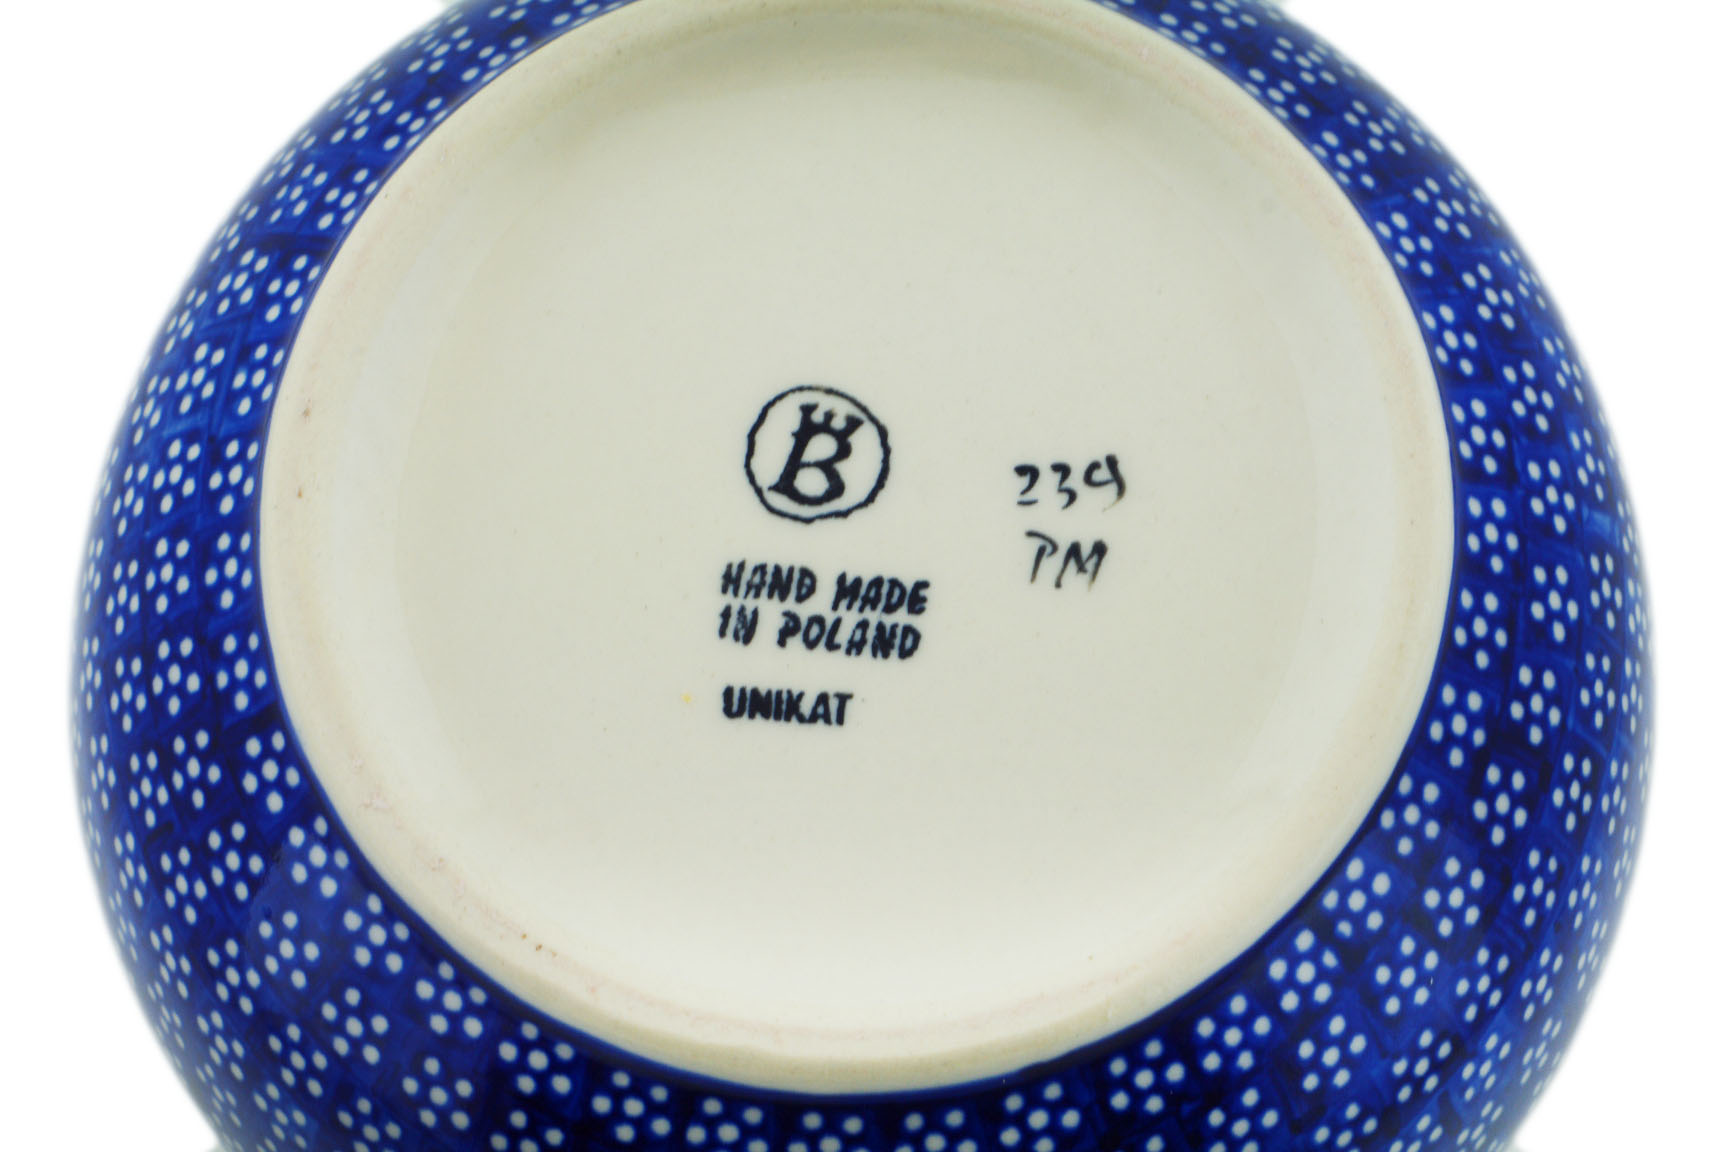 B
239
PM
HAND MADE
IN POLAND
UNIKAT